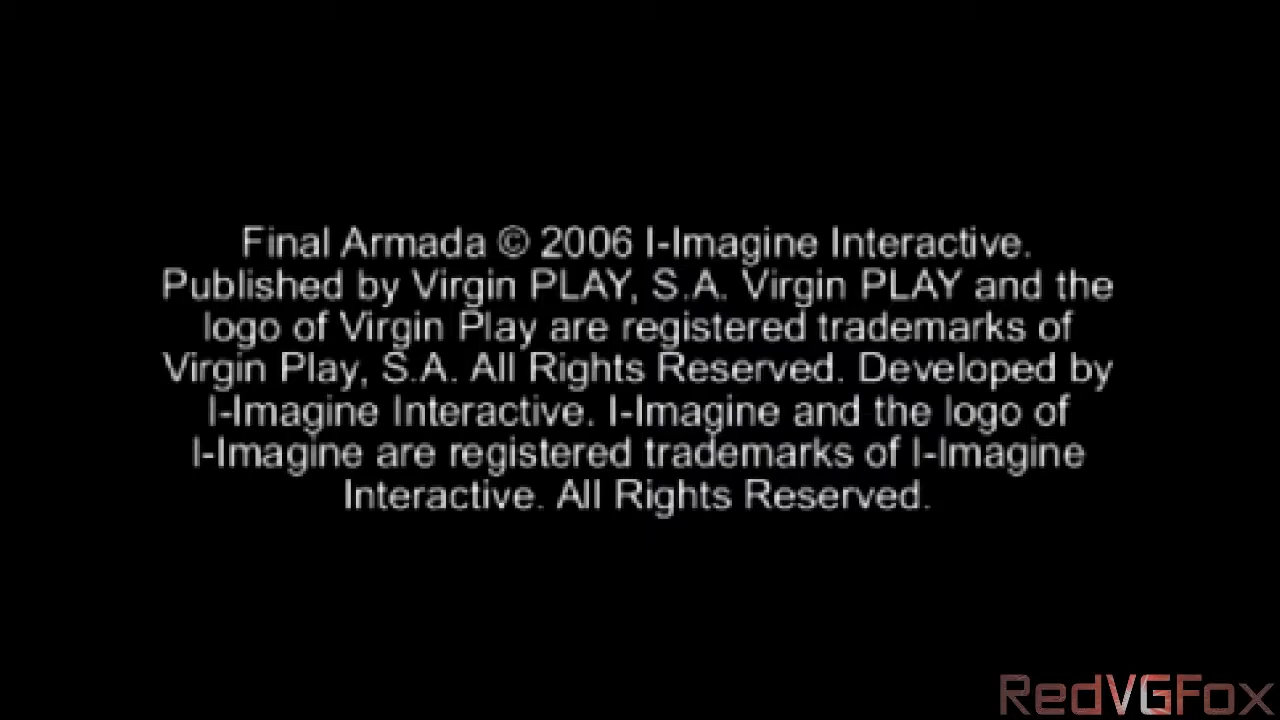 Final Armada © 2006 I-Imagine Interactive.
Published by Virgin PLAY, S.A. Virgin PLAY and the
logo of Virgin Play are registered trademarks of
Virgin Play, S.A. All Rights Reserved. Developed by
I-Imagine Interactive. I-Imagine and the logo of
I-Imagine are registered trademarks of I-Imagine
Interactive. All Rights Reserved.
RedVGFox